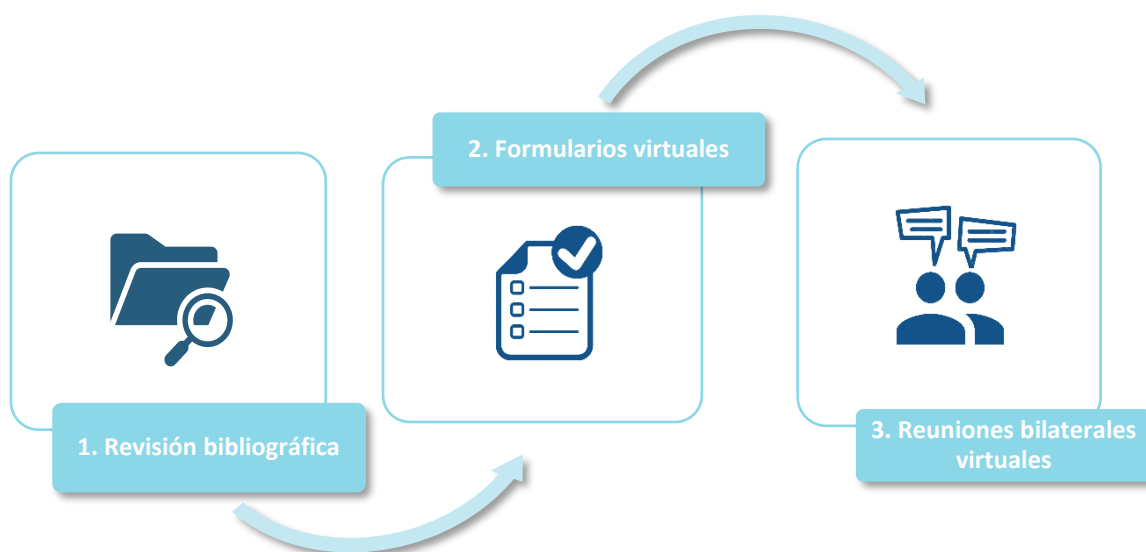 1. Revisión bibliográfica
2. Formularios virtuales
3. Reuniones bilaterales
virtuales